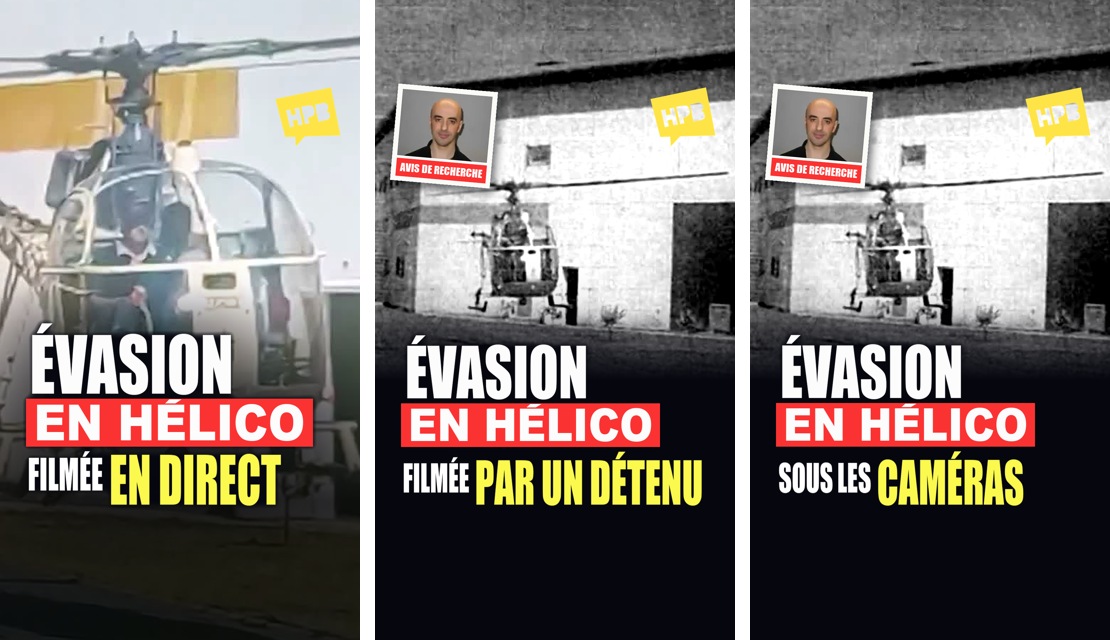 HPB
ÉVASION
EN HÉLICO
FILMÉE EN DIRECT
HPB
AVIS DE RECHERCHE
ÉVASION
EN HÉLICO
FILMÉE PAR UN DÉTENU
HPB
AVIS DE RECHERCHE
ÉVASION
EN HÉLICO
SOUS LES CAMÉRAS